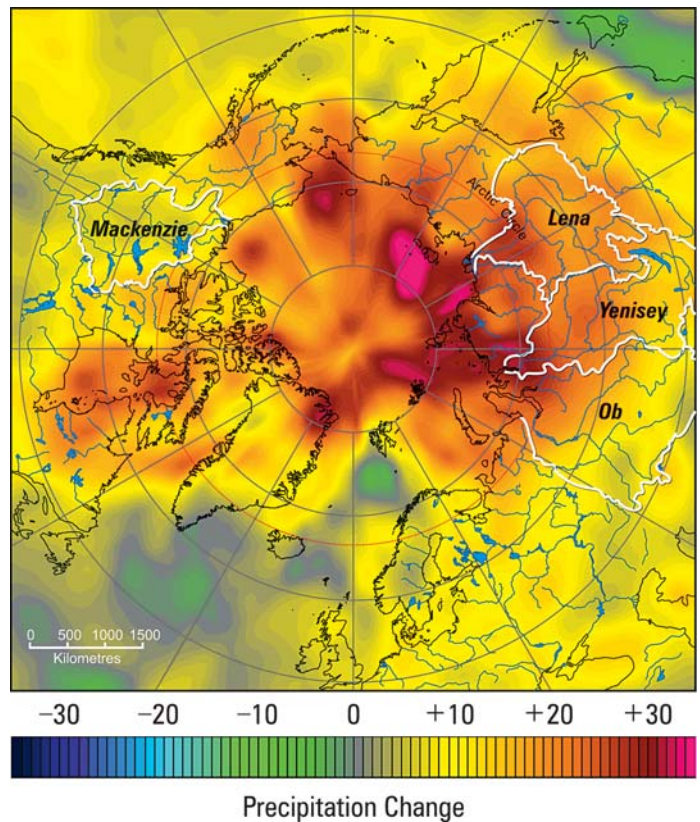 Mackenzie
Arctic Circle
Lena
Yenisey
Ob
0 500 1000 1500
Kilometres
−30 −20 −10 0 +10 +20 +30
Precipitation Change